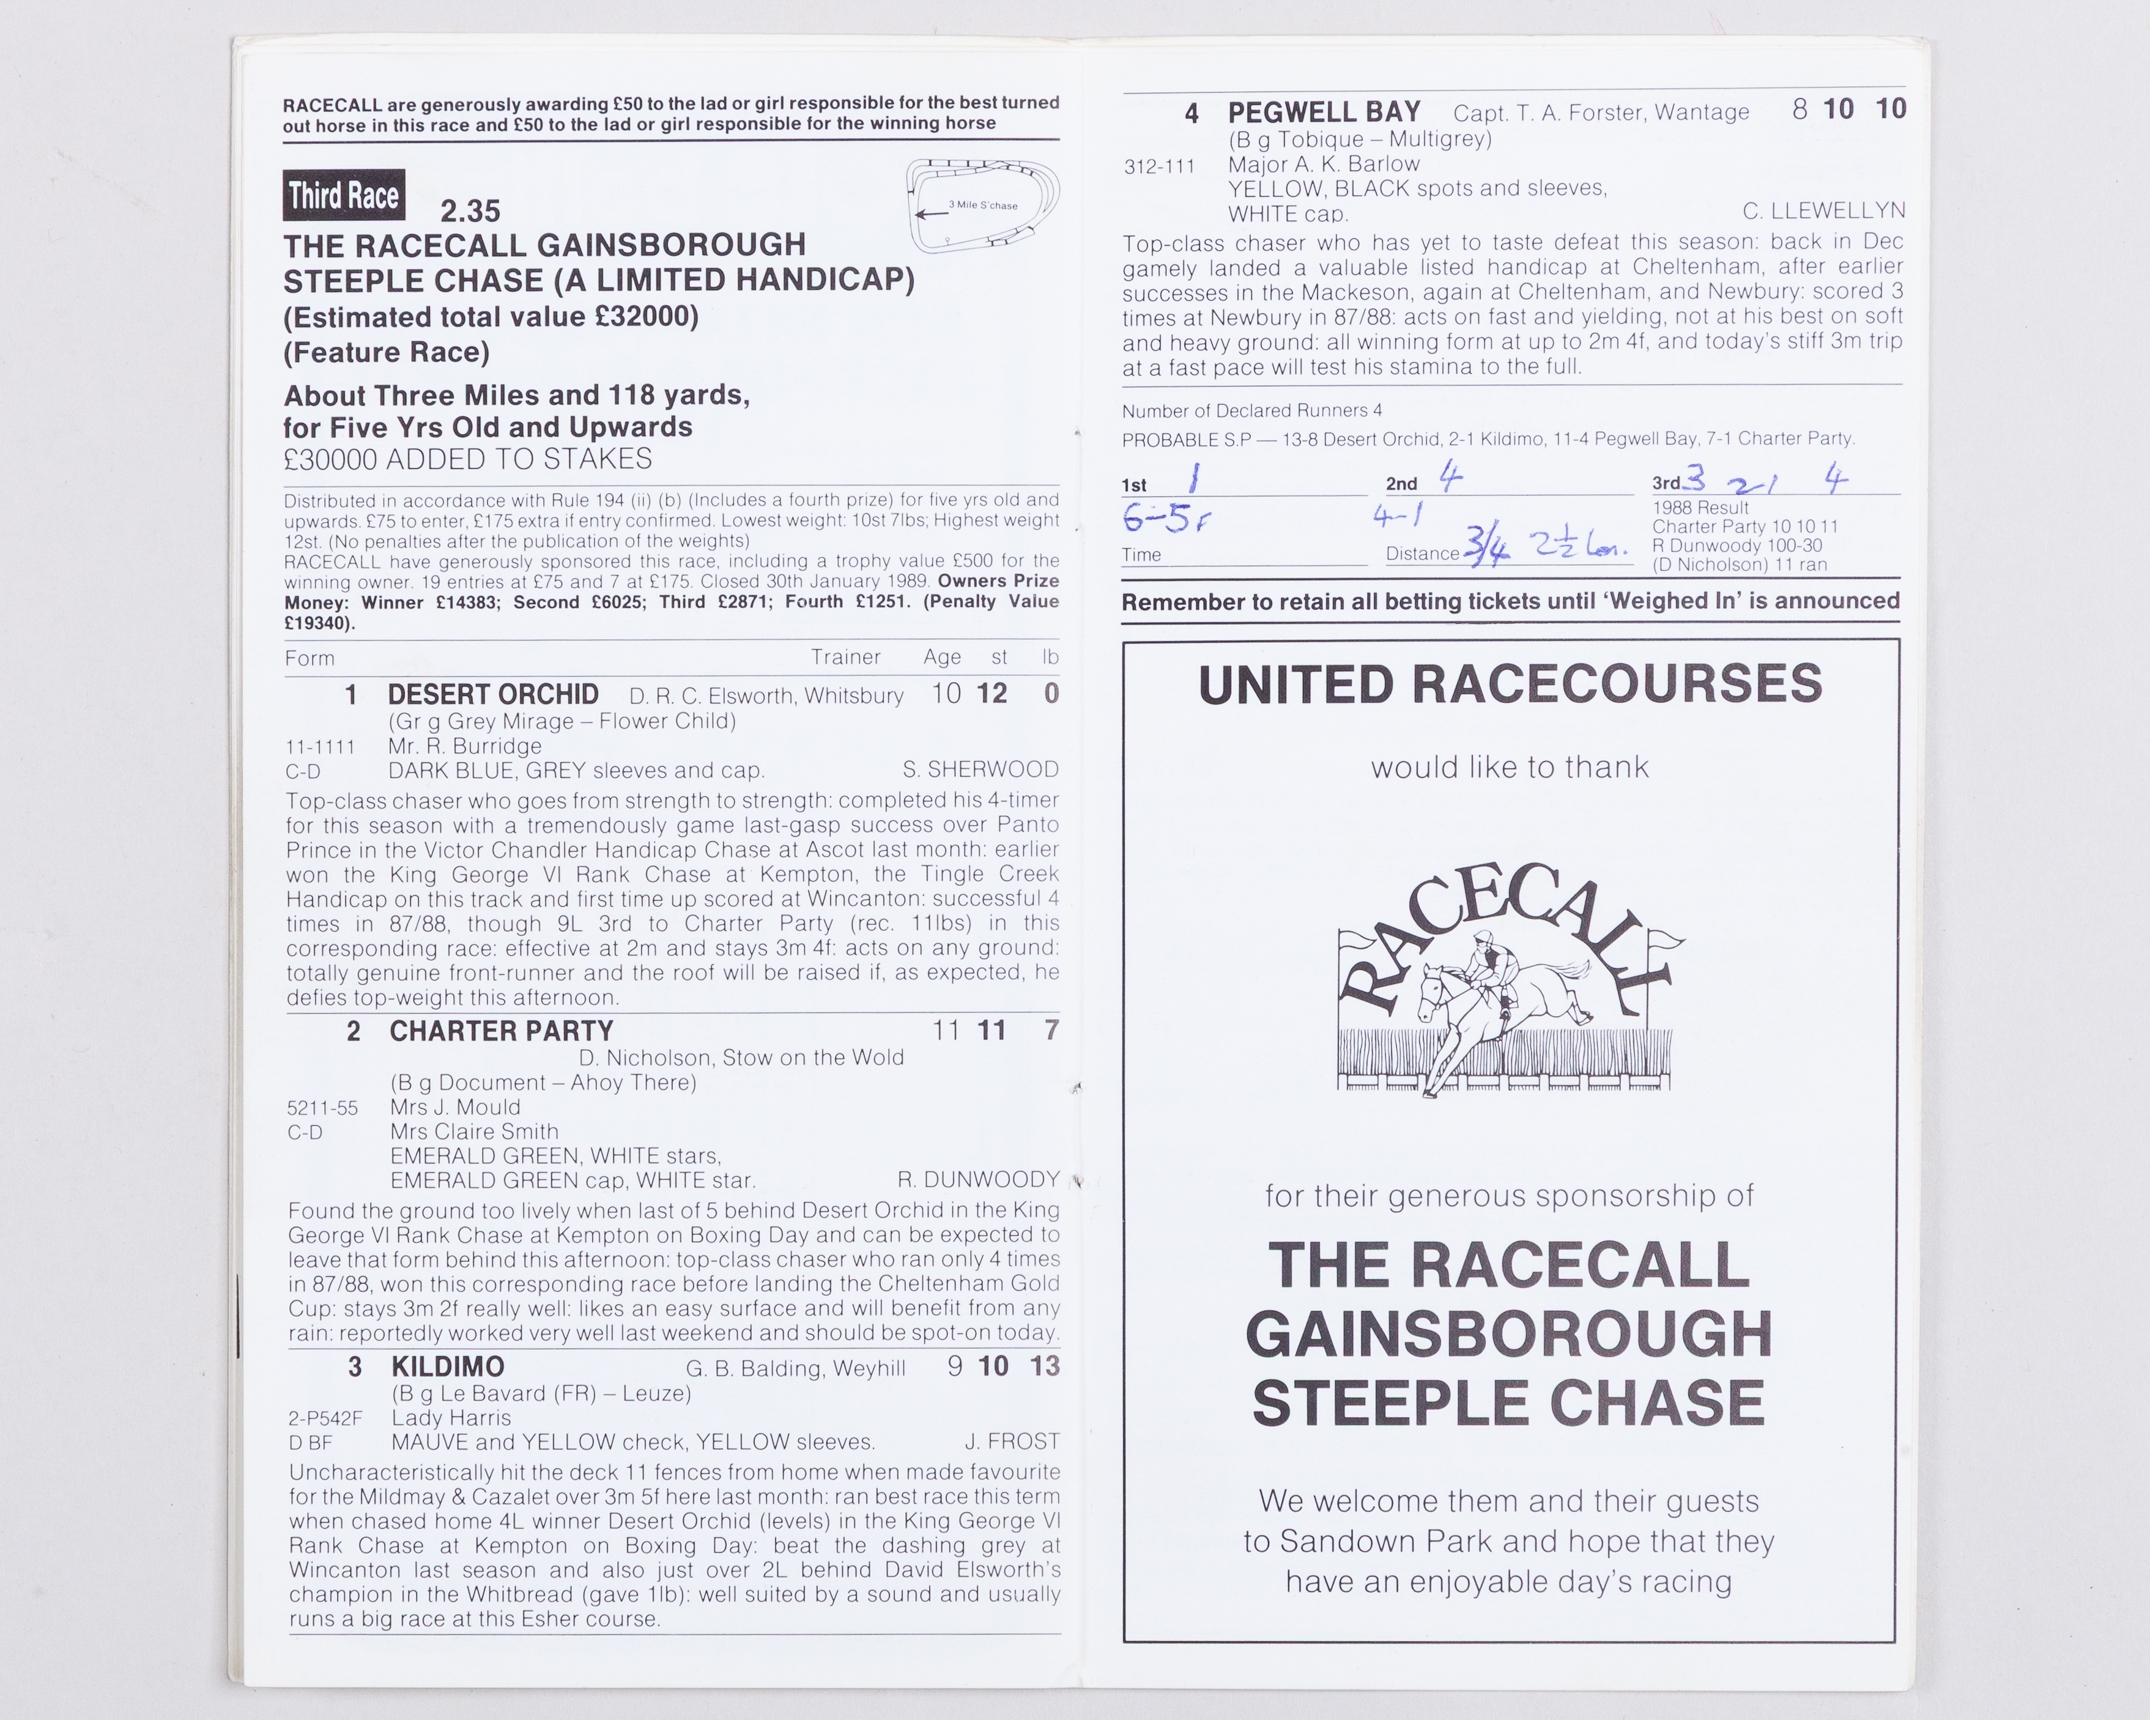 RACECALL are generously awarding £50 to the lad or girl responsible for the best turned
out horse in this race and £50 to the lad or girl responsible for the winning horse
Third Race
2.35
3 Mile S'chase
THE RACECALL GAINSBOROUGH
STEEPLE CHASE (A LIMITED HANDICAP)
(Estimated total value £32000)
(Feature Race)
About Three Miles and 118 yards,
for Five Yrs Old and Upwards
£30000 ADDED TO STAKES
Distributed in accordance with Rule 194 (ii) (b) (Includes a fourth prize) for five yrs old and
upwards. £75 to enter, £175 extra if entry confirmed. Lowest weight: 10st 7lbs; Highest weight
12st. (No penalties after the publication of the weights)
RACECALL have generously sponsored this race, including a trophy value £500 for the
winning owner. 19 entries at £75 and 7 at £175. Closed 30th January 1989. Owners Prize
Money: Winner £14383; Second £6025; Third £2871; Fourth £1251. (Penalty Value
£19340).
Form Trainer Age st lb
1 DESERT ORCHID D. R. C. Elsworth, Whitsbury 10 12 0
(Gr g Grey Mirage – Flower Child)
11-1111 Mr. R. Burridge
C-D DARK BLUE, GREY sleeves and cap. S. SHERWOOD
Top-class chaser who goes from strength to strength: completed his 4-timer
for this season with a tremendously game last-gasp success over Panto
Prince in the Victor Chandler Handicap Chase at Ascot last month: earlier
won the King George VI Rank Chase at Kempton, the Tingle Creek
Handicap on this track and first time up scored at Wincanton: successful 4
times in 87/88, though 9L 3rd to Charter Party (rec. 11lbs) in this
corresponding race: effective at 2m and stays 3m 4f: acts on any ground:
totally genuine front-runner and the roof will be raised if, as expected, he
defies top-weight this afternoon.
2 CHARTER PARTY 11 11 7
D. Nicholson, Stow on the Wold
(B g Document – Ahoy There)
5211-55 Mrs J. Mould
C-D Mrs Claire Smith
EMERALD GREEN, WHITE stars,
EMERALD GREEN cap, WHITE star. R. DUNWOODY
Found the ground too lively when last of 5 behind Desert Orchid in the King
George VI Rank Chase at Kempton on Boxing Day and can be expected to
leave that form behind this afternoon: top-class chaser who ran only 4 times
in 87/88, won this corresponding race before landing the Cheltenham Gold
Cup: stays 3m 2f really well: likes an easy surface and will benefit from any
rain: reportedly worked very well last weekend and should be spot-on today.
3 KILDIMO G. B. Balding, Weyhill 9 10 13
(B g Le Bavard (FR) – Leuze)
2-P542F Lady Harris
D BF MAUVE and YELLOW check, YELLOW sleeves. J. FROST
Uncharacteristically hit the deck 11 fences from home when made favourite
for the Mildmay & Cazalet over 3m 5f here last month: ran best race this term
when chased home 4L winner Desert Orchid (levels) in the King George VI
Rank Chase at Kempton on Boxing Day: beat the dashing grey at
Wincanton last season and also just over 2L behind David Elsworth's
champion in the Whitbread (gave 1lb): well suited by a sound and usually
runs a big race at this Esher course.
4 PEGWELL BAY Capt. T. A. Forster, Wantage 8 10 10
(B g Tobique – Multigrey)
312-111 Major A. K. Barlow
YELLOW, BLACK spots and sleeves,
WHITE cap. C. LLEWELLYN
Top-class chaser who has yet to taste defeat this season: back in Dec
gamely landed a valuable listed handicap at Cheltenham, after earlier
successes in the Mackeson, again at Cheltenham, and Newbury: scored 3
times at Newbury in 87/88: acts on fast and yielding, not at his best on soft
and heavy ground: all winning form at up to 2m 4f, and today's stiff 3m trip
at a fast pace will test his stamina to the full.
Number of Declared Runners 4
PROBABLE S.P — 13-8 Desert Orchid, 2-1 Kildimo, 11-4 Pegwell Bay, 7-1 Charter Party.
1st 1 2nd 4 3rd 3 21 4
6-5F 4-1
Time Distance 3/4 2½ len.
1988 Result
Charter Party 10 10 11
R Dunwoody 100-30
(D Nicholson) 11 ran
Remember to retain all betting tickets until ‘Weighed In’ is announced
UNITED RACECOURSES
would like to thank
RACECALL
for their generous sponsorship of
THE RACECALL
GAINSBOROUGH
STEEPLE CHASE
We welcome them and their guests
to Sandown Park and hope that they
have an enjoyable day's racing